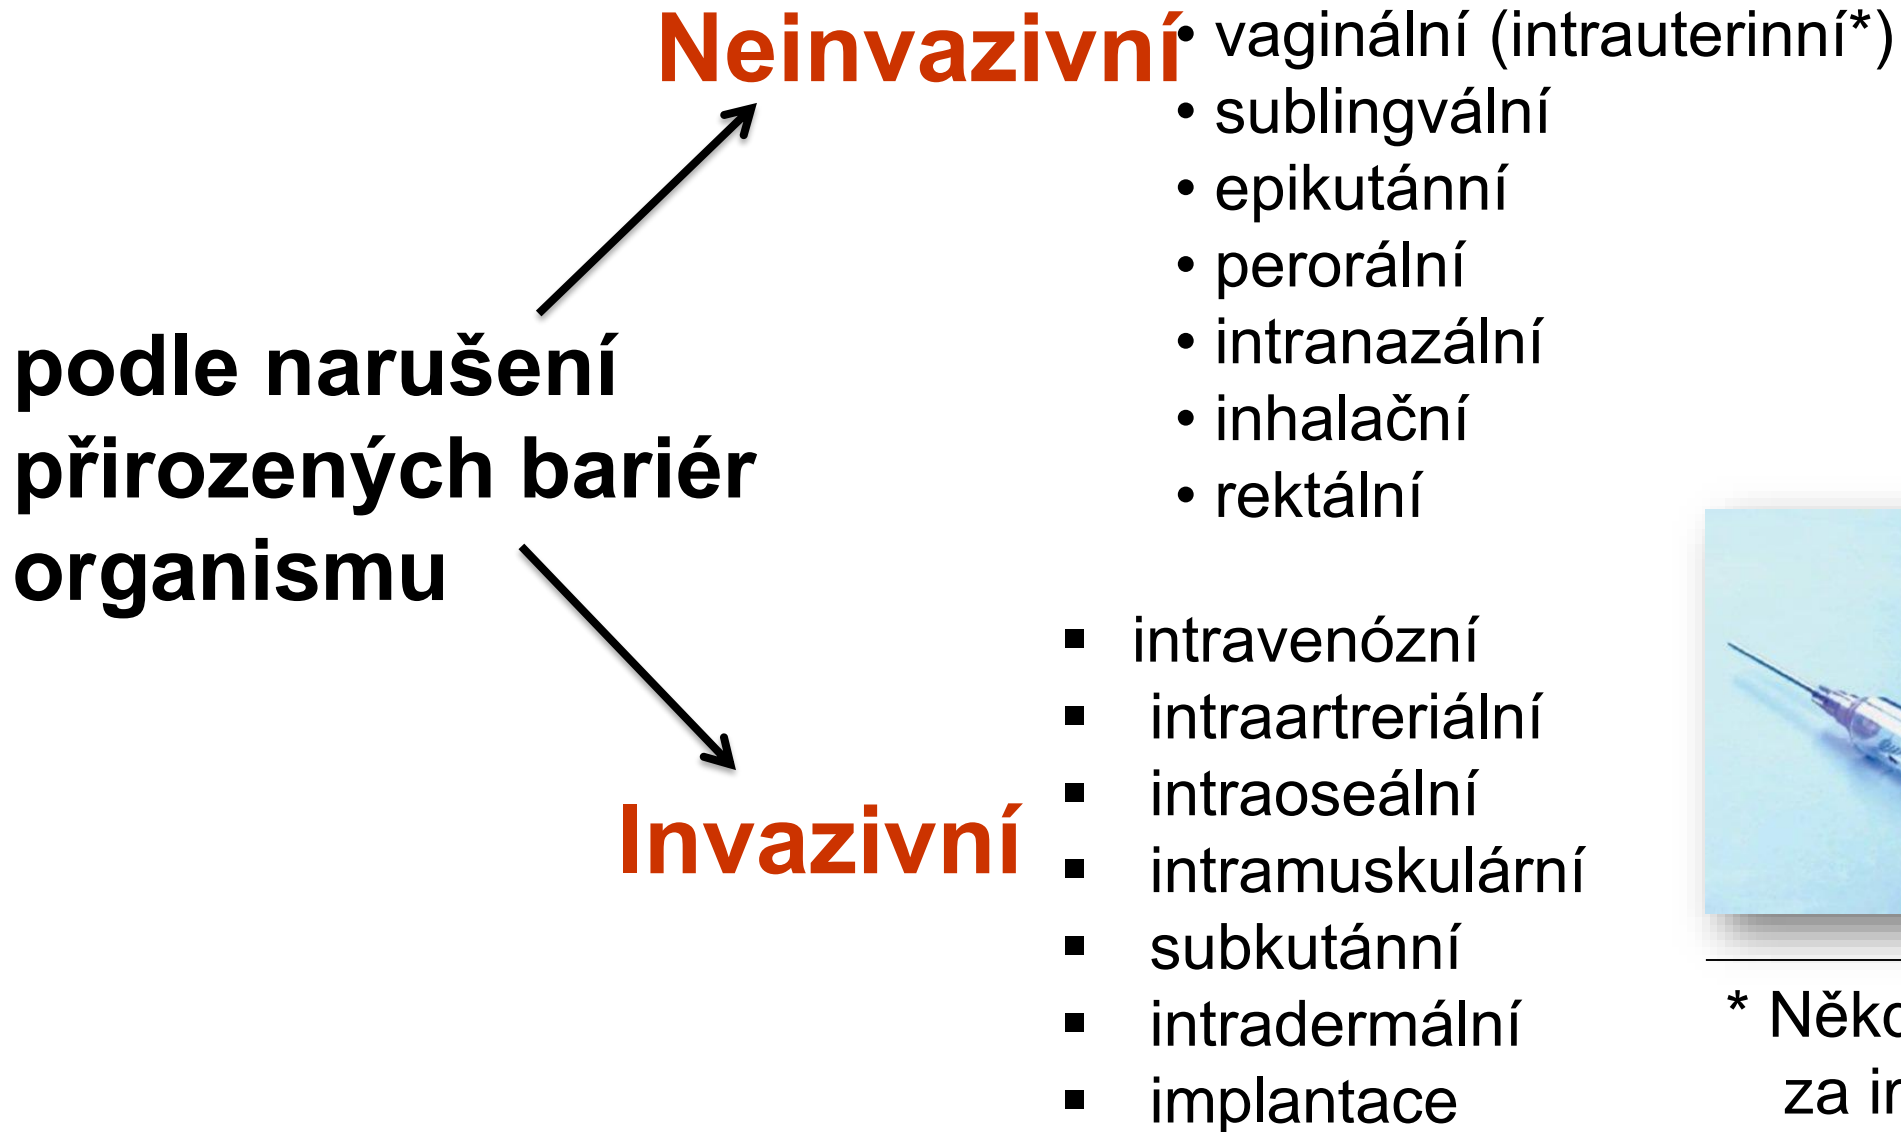 Neinvazivní
• vaginální (intrauterinní*)
• sublingvální
• epikutánní
• perorální
• intranazální
• inhalační
• rektální
podle narušení
přirozených bariér
organismu
Invazivní
▪ intravenózní
▪ intraartreriální
▪ intraoseální
▪ intramuskulární
▪ subkutánní
▪ intradermální
▪ implantace
*
za